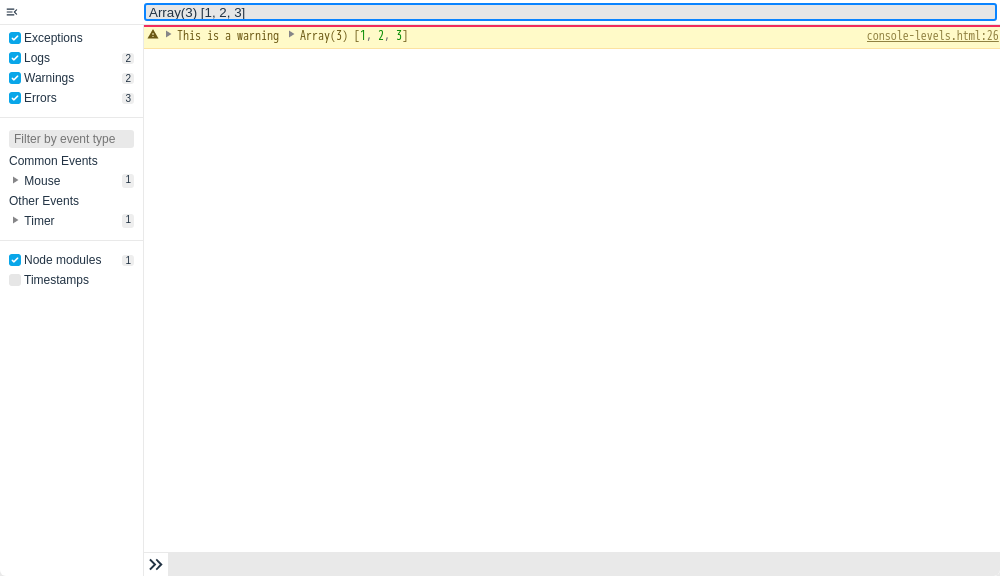 Array(3) [1, 2, 3]
Exceptions
Logs 2
Warnings 2
Errors 3
Filter by event type
Common Events
Mouse 1
Other Events
Timer 1
Node modules 1
Timestamps
This is a warning Array(3) [1, 2, 3] console-levels.html:26